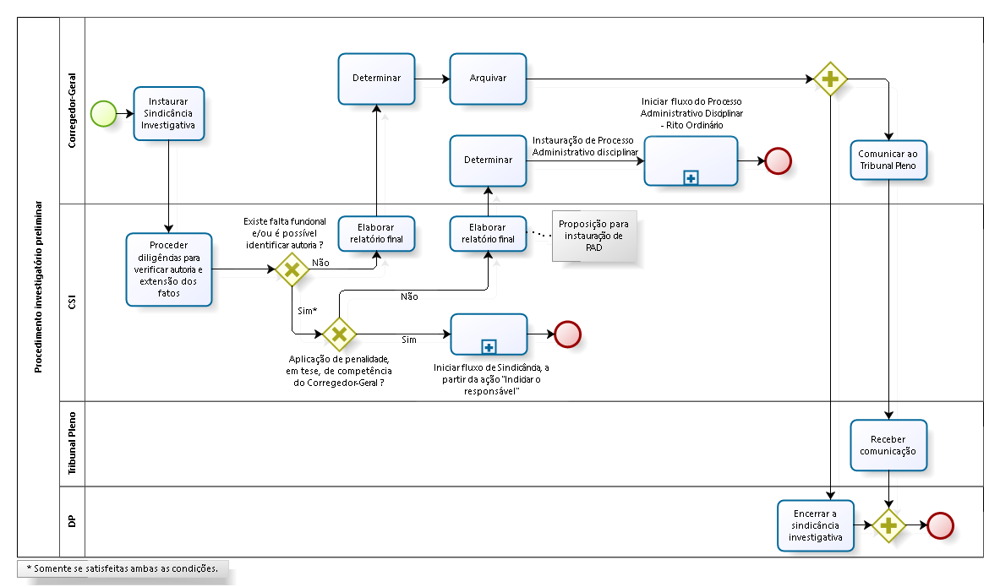 Procedimento investigatório preliminar
Corregedor-Geral
Instaurar
Sindicância
Investigativa
Determinar
Arquivar
Iniciar fluxo do Processo
Administrativo Disciplinar
- Rito Ordinário
Determinar
Instauração de Processo
Administrativo disciplinar
Comunicar ao
Tribunal Pleno
CSI
Proceder
diligências para
verificar autoria e
extensão dos
fatos
Existe falta funcional
e/ou é possível
identificar autoria ?
Não
Sim*
Elaborar
relatório final
Elaborar
relatório final
Proposição para
instauração de
PAD
Não
Sim
Aplicação de penalidade,
em tese, de competência
do Corregedor-Geral ?
Iniciar fluxo de Sindicância, a
partir da ação "Indiciar o
responsável"
Tribunal Pleno
Receber
comunicação
DP
Encerrar a
sindicância
investigativa
* Somente se satisfeitas ambas as condições.